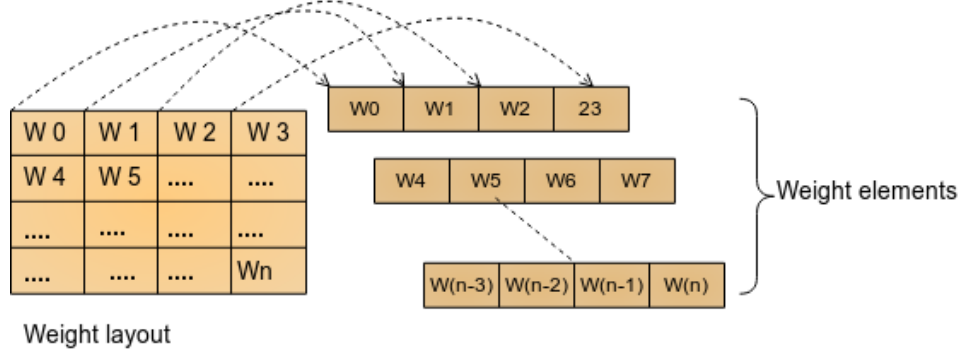 W0 W1 W2 23
W 0 W 1 W 2 W 3
W 4 W 5 .... ....
W4 W5 W6 W7
Weight elements
.... .... .... ....
.... .... .... Wn
W(n-3) W(n-2) W(n-1) W(n)
Weight layout